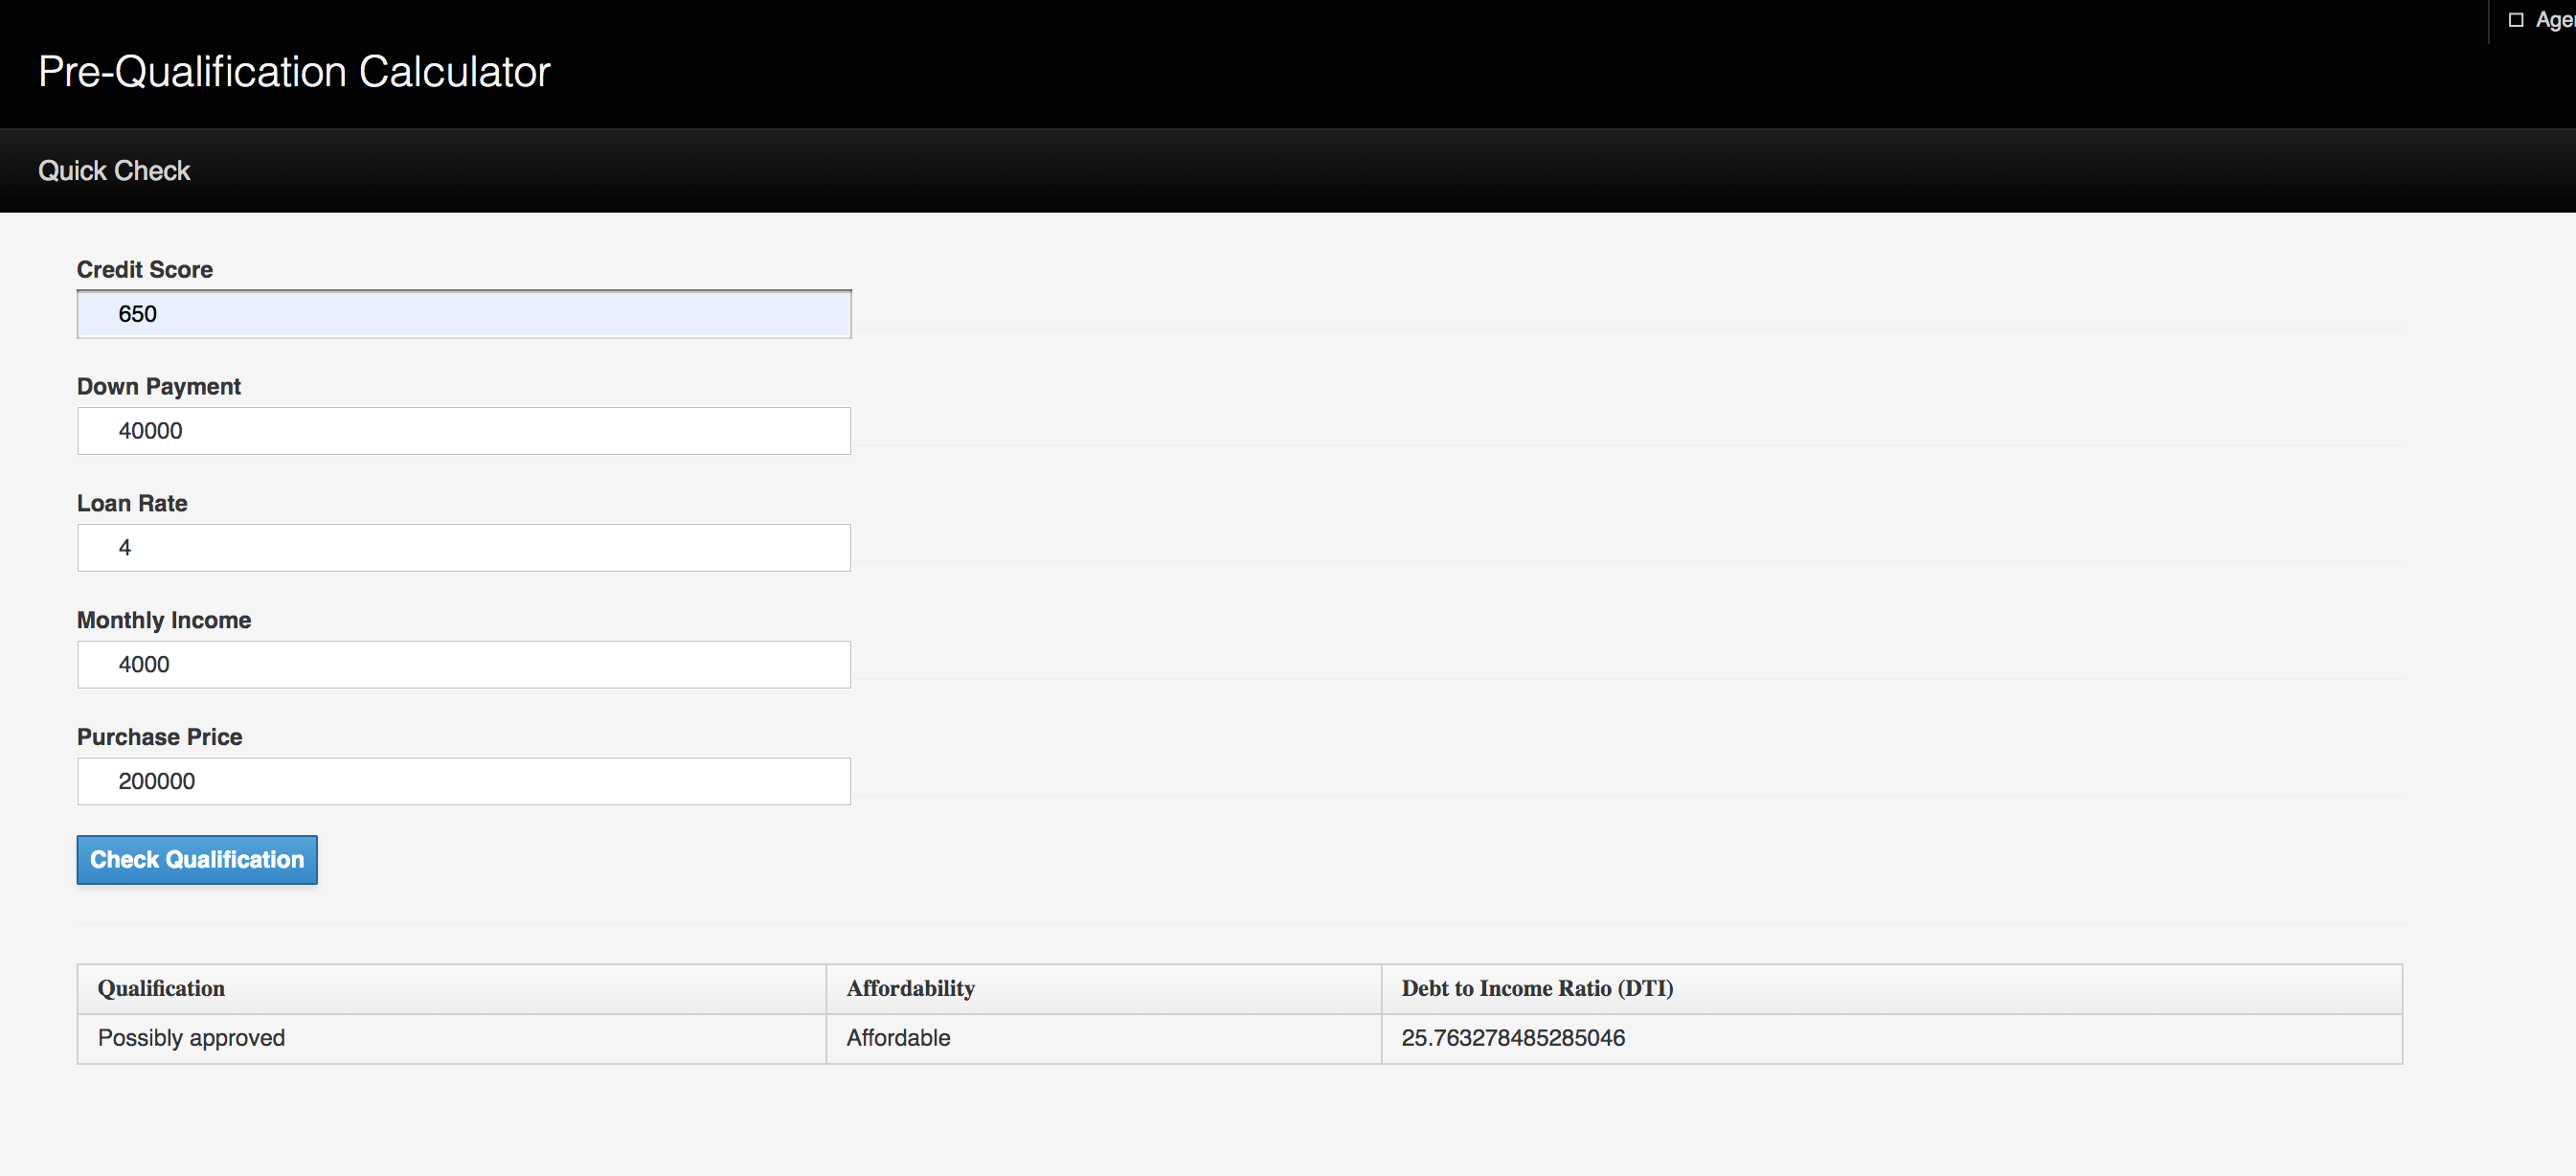 Pre-Qualification Calculator
Quick Check
Credit Score
650
Down Payment
40000
Loan Rate
4
Monthly Income
4000
Purchase Price
200000
Check Qualification
Qualification Affordability Debt to Income Ratio (DTI)
Possibly approved Affordable 25.763278485285046